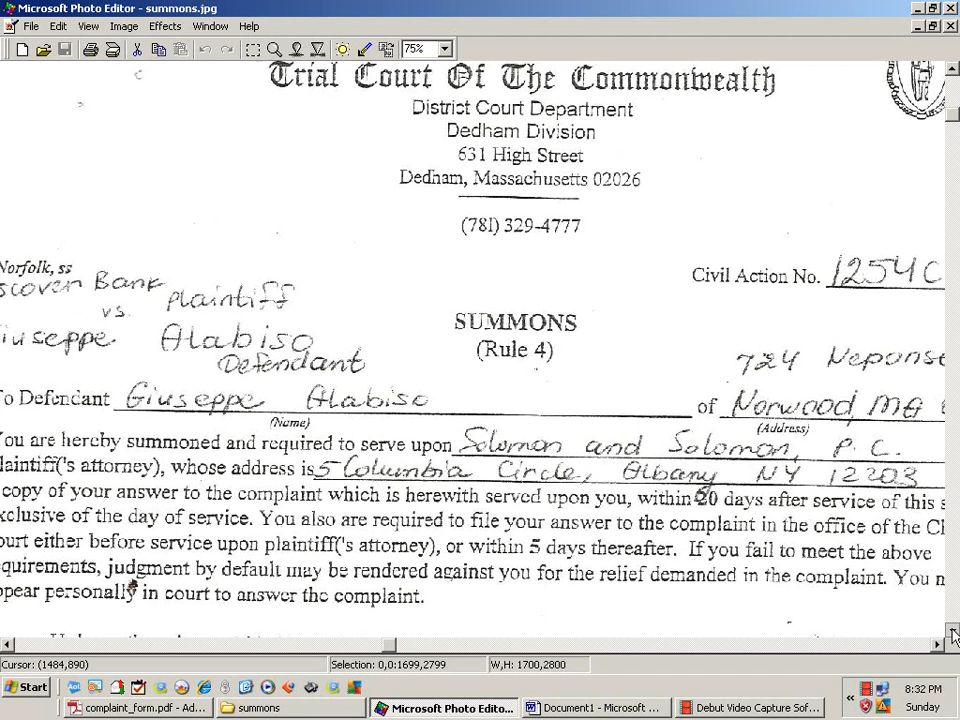 Microsoft Photo Editor - summons.jpg
File Edit View Image Effects Window Help
75%
Trial Court Of The Commonwealth
District Court Department
Dedham Division
631 High Street
Dedham, Massachusetts 02026
(781) 329-4777
Norfolk, ss
Civil Action No. 1254C
scover Bank
plaintiff
vs.
SUMMONS
(Rule 4)
iuseppe Alabiso
Defendant
724 Neponse
To Defendant Giuseppe Alabiso of Norwood, MA
(Name) (Address)
You are hereby summoned and required to serve upon Solomon and Solomon, P.C.
laintiff('s attorney), whose address is 5 Columbia Circle, Albany NY 12203
copy of your answer to the complaint which is herewith served upon you, within 20 days after service of this s
xclusive of the day of service. You also are required to file your answer to the complaint in the office of the Cl
ourt either before service upon plaintiff('s attorney), or within 5 days thereafter. If you fail to meet the above
quirements, judgment by default may be rendered against you for the relief demanded in the complaint. You n
ppear personally in court to answer the complaint.
Cursor: (1484,890) Selection: 0,0:1699,2799 W,H: 1700,2800
Start
complaint_form.pdf - Ad...
summons
Microsoft Photo Edito...
Document1 - Microsoft ...
Debut Video Capture Sof...
8:32 PM
Sunday